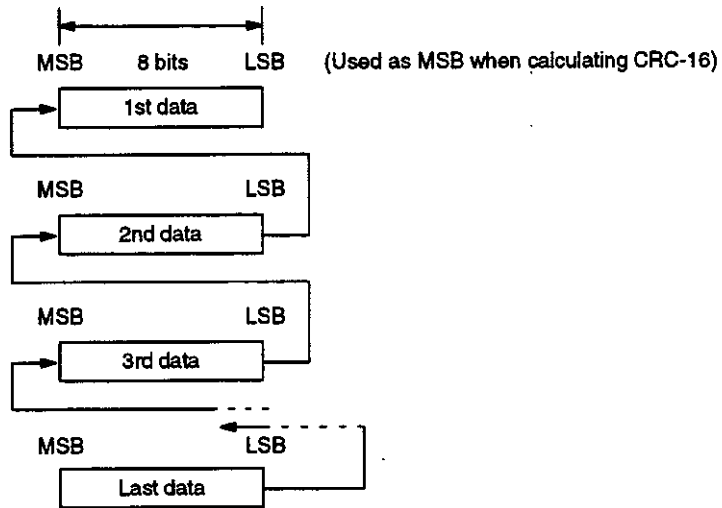 MSB 8 bits LSB (Used as MSB when calculating CRC-16)
1st data
MSB LSB
2nd data
MSB LSB
3rd data
MSB LSB
Last data